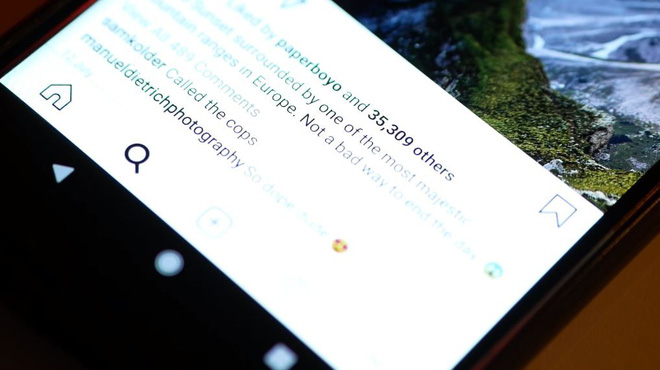 Liked by paperboyo and 35,309 others
Sunset surrounded by one of the most majestic
mountain ranges in Europe. Not a bad way to end the day
View All 489 Comments
samkolder Called the cops
manueldietrichphotography So dope dude 😍